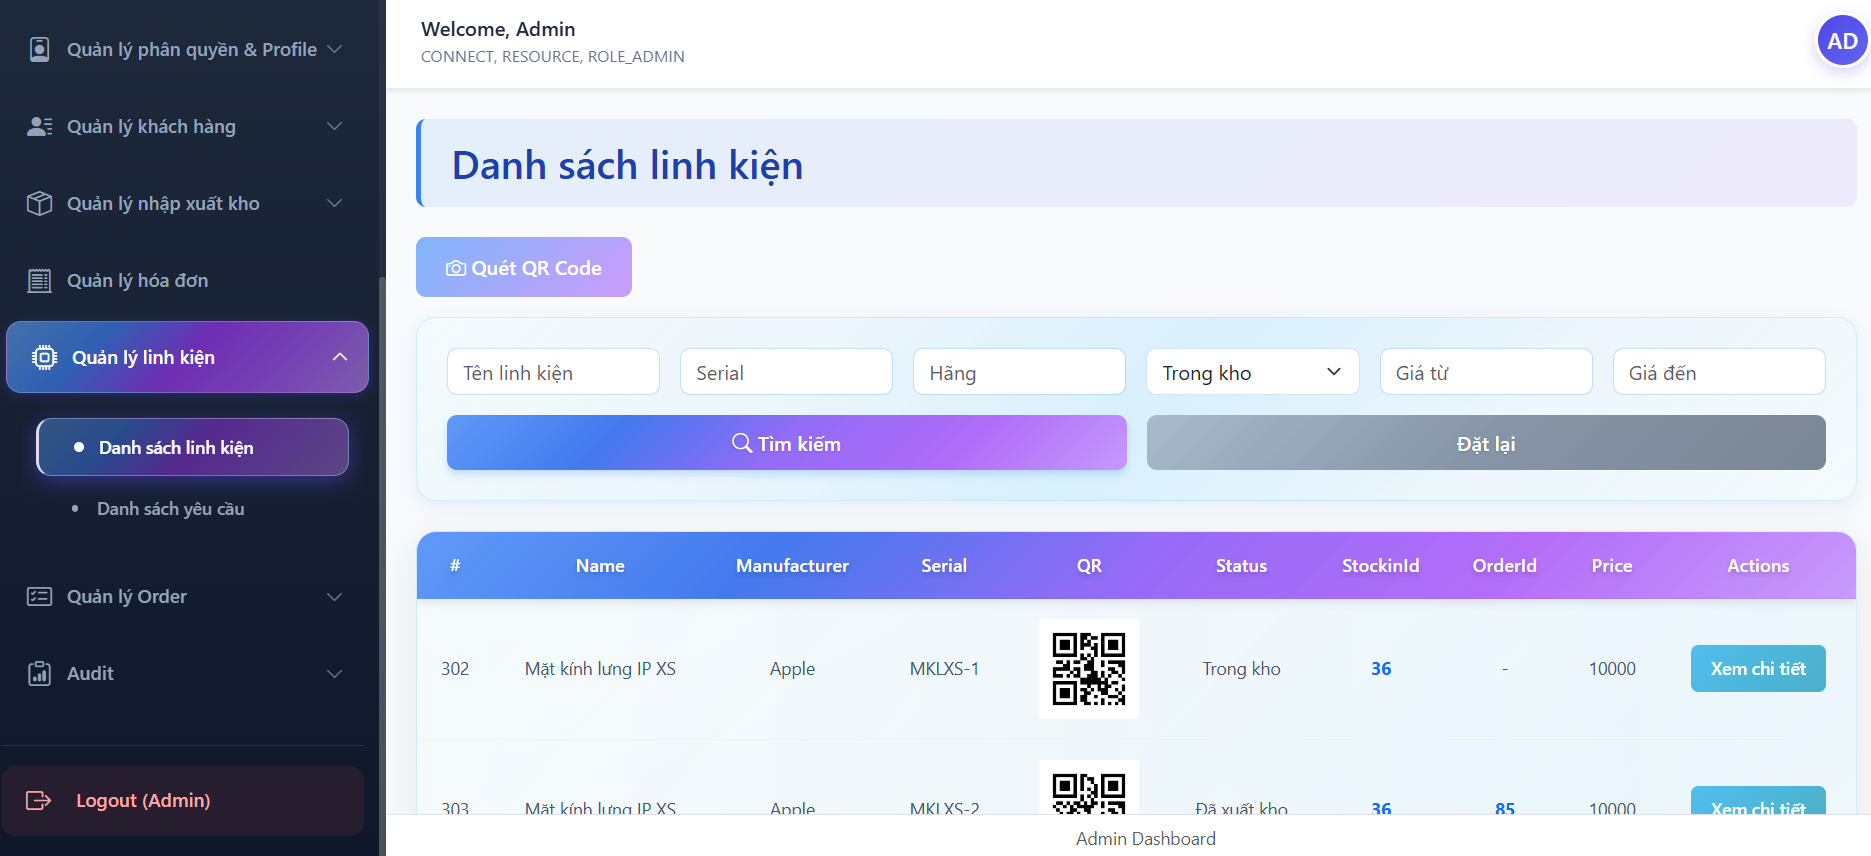 Quản lý phân quyền & Profile
Quản lý khách hàng
Quản lý nhập xuất kho
Quản lý hóa đơn
Quản lý linh kiện
Danh sách linh kiện
Danh sách yêu cầu
Quản lý Order
Audit
Logout (Admin)
Welcome, Admin
CONNECT, RESOURCE, ROLE_ADMIN
AD
Danh sách linh kiện
Quét QR Code
Tên linh kiện Serial Hãng Trong kho Giá từ Giá đến
Tìm kiếm Đặt lại
# Name Manufacturer Serial QR Status StockinId OrderId Price Actions
302 Mặt kính lưng IP XS Apple MKLXS-1 Trong kho 36 - 10000 Xem chi tiết
303 Mặt kính lưng IP XS Apple MKLXS-2 Đã xuất kho 36 85 10000 Xem chi tiết
Admin Dashboard